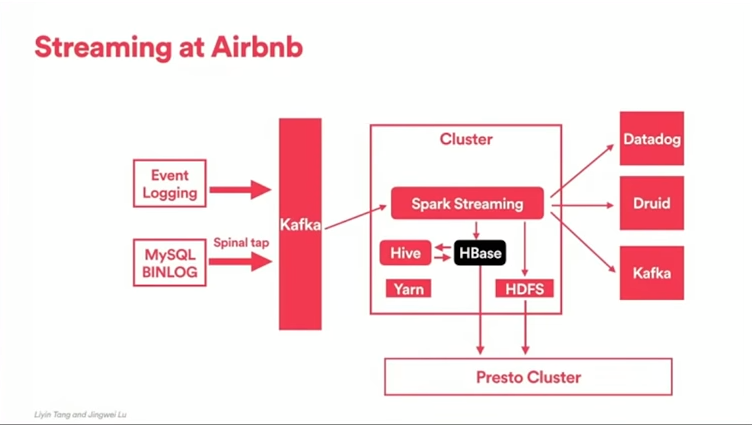 Streaming at Airbnb
Event
Logging
MySQL
BINLOG
Spinal tap
Kafka
Cluster
Spark Streaming
Hive
HBase
Yarn
HDFS
Datadog
Druid
Kafka
Presto Cluster
Liyin Tang and Jingwei Lu